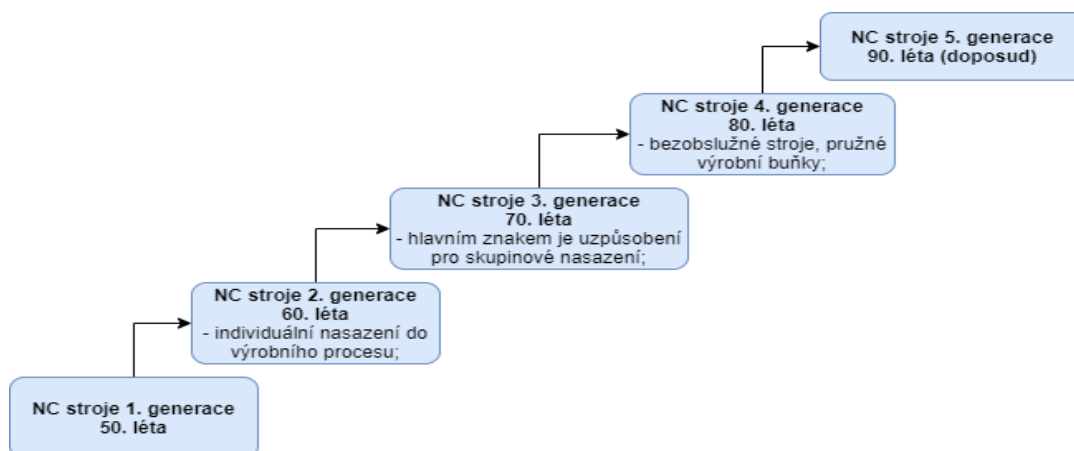 NC stroje 5. generace
90. léta (doposud)
NC stroje 4. generace
80. léta
- bezobslužné stroje, pružné
výrobní buňky;
NC stroje 3. generace
70. léta
- hlavním znakem je uzpůsobení
pro skupinové nasazení;
NC stroje 2. generace
60. léta
- individuální nasazení do
výrobního procesu;
NC stroje 1. generace
50. léta